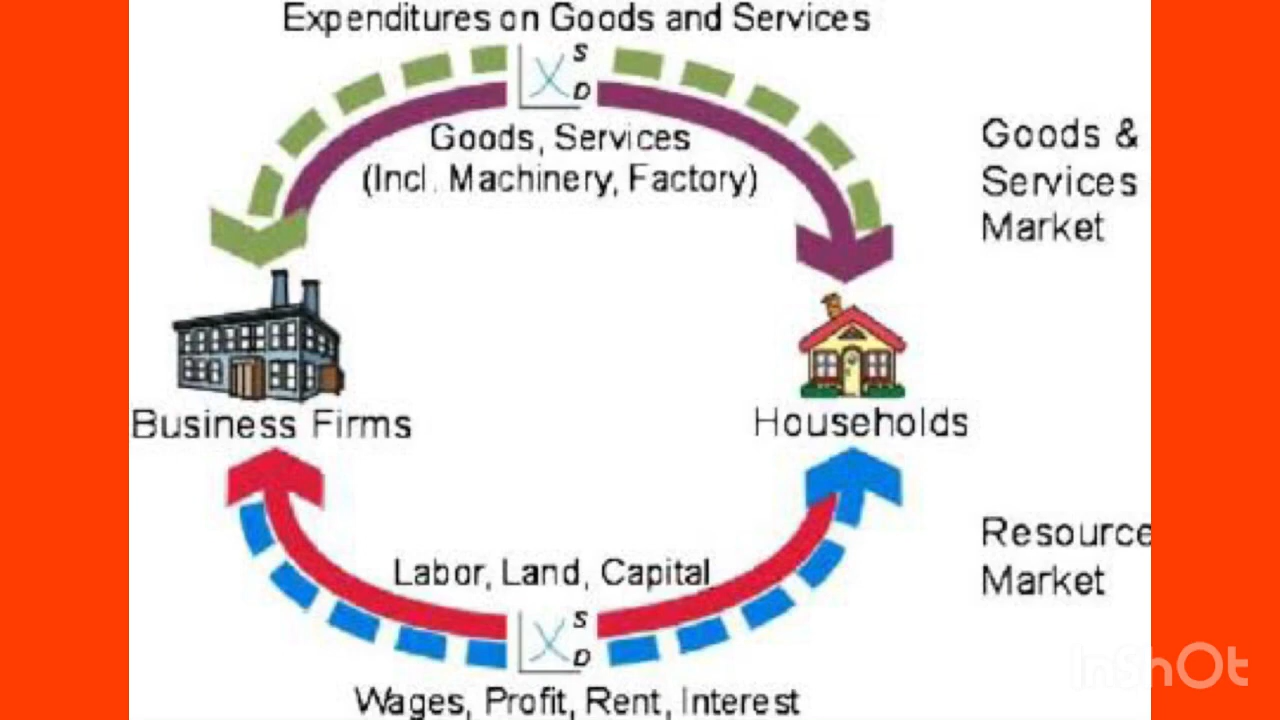 Expenditures on Goods and Services
S
D
Goods, Services
(Incl. Machinery, Factory)
Goods &
Services
Market
Business Firms
Households
Labor, Land, Capital
Resource
Market
S
D
Wages, Profit, Rent, Interest
InShOt